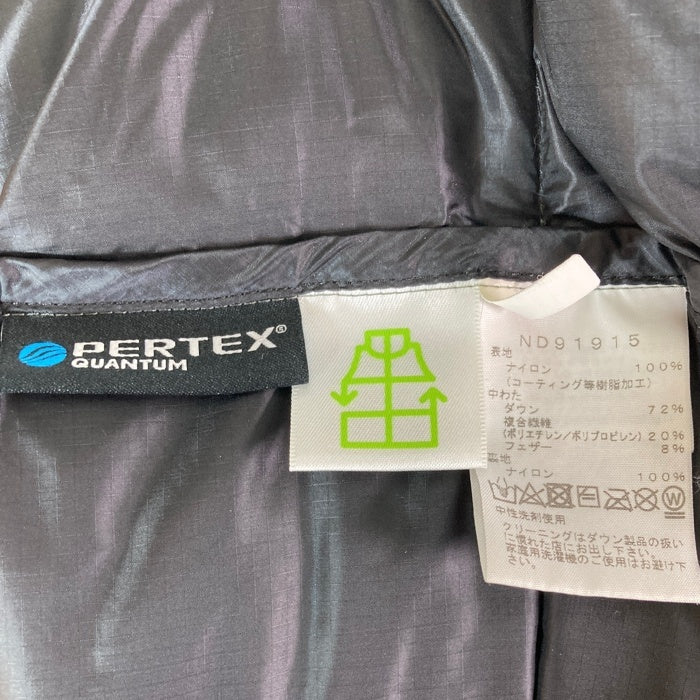 PERTEX®
QUANTUM
ND91915
表地
ナイロン 100%
(コーティング等樹脂加工)
中わた
ダウン 72%
複合繊維
(ポリエチレン/ポリプロピレン) 20%
フェザー 8%
裏地
ナイロン 100%
中性洗剤使用
クリーニングはダウン製品の扱い
に慣れた店にお出し下さい。
家庭用洗濯機のご使用はお避け下さい。